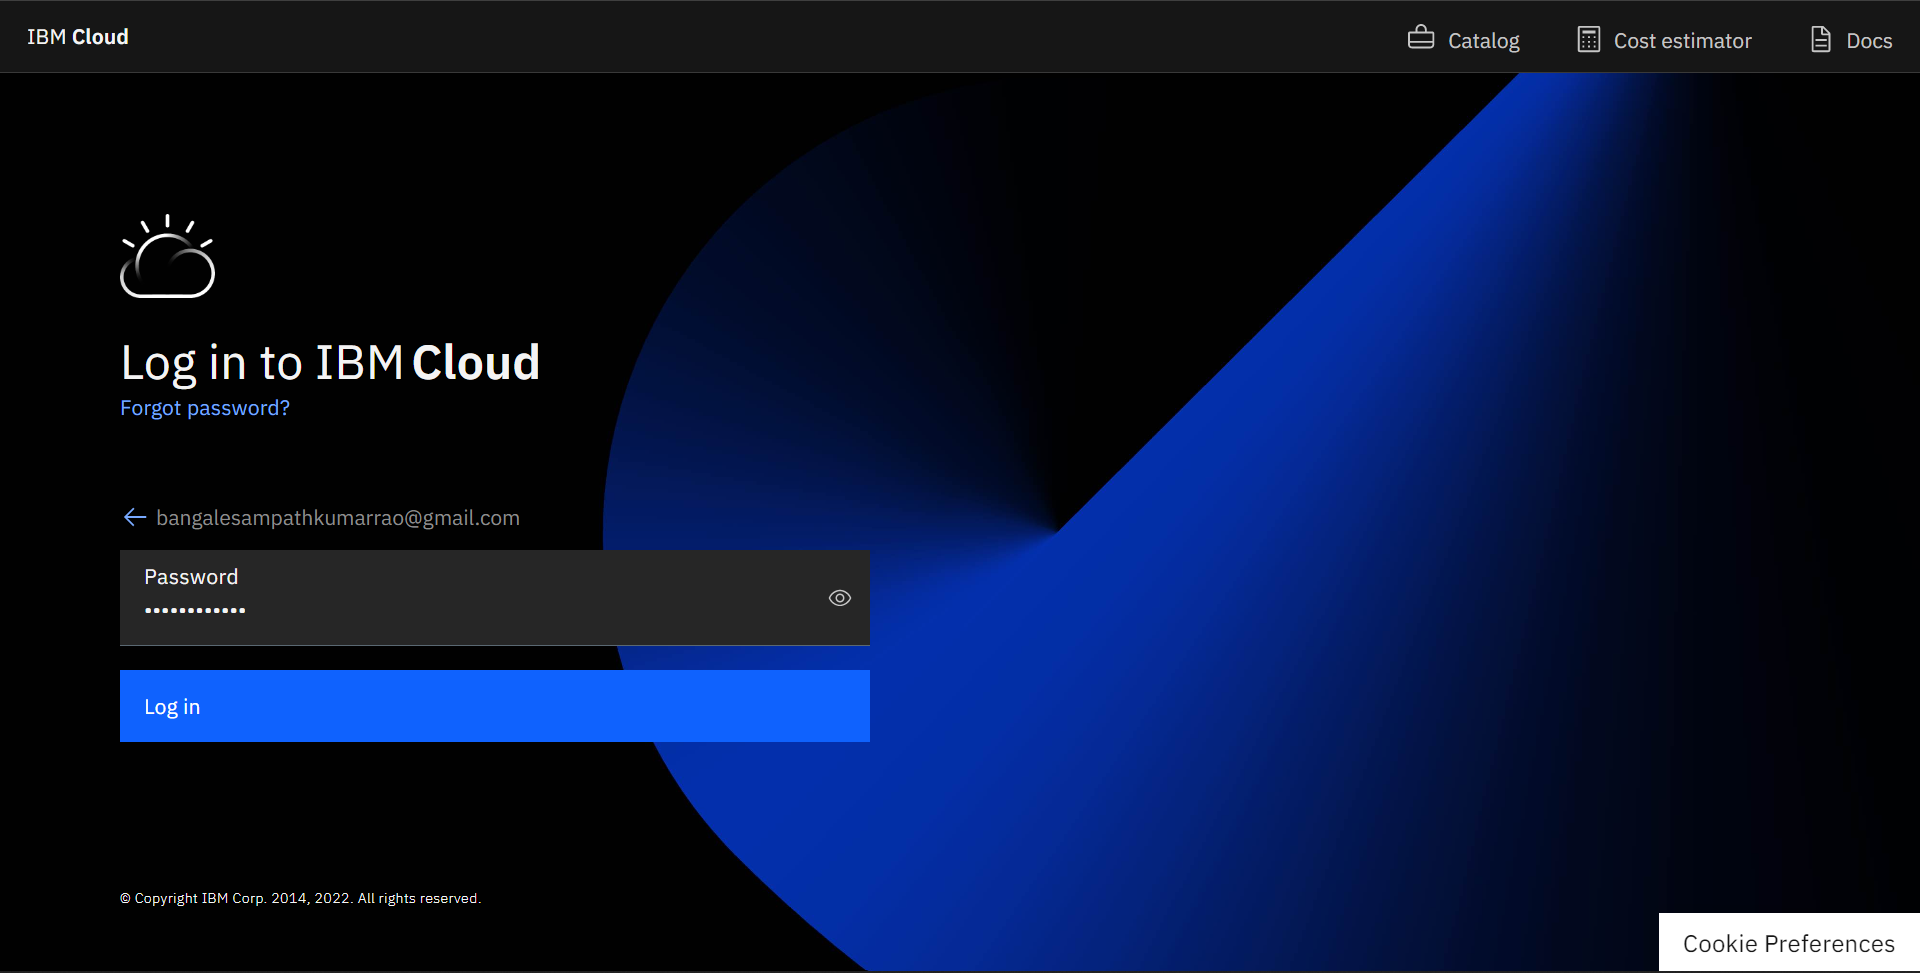 IBM Cloud
Catalog
Cost estimator
Docs
Log in to IBM Cloud
Forgot password?
bangalesampathkumarrao@gmail.com
Password
••••••••••••
Log in
© Copyright IBM Corp. 2014, 2022. All rights reserved.
Cookie Preferences